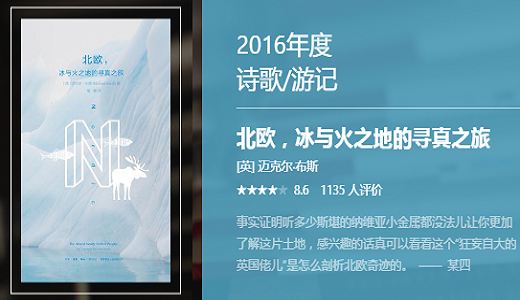 北欧，
冰与火之地的寻真之旅
N
2016年度
诗歌/游记
北欧，冰与火之地的寻真之旅
[英] 迈克尔·布斯
★★★★★ 8.6 1135 人评价
事实证明听多少斯堪的纳维亚小金属都没法儿让你更加
了解这片土地，感兴趣的话真可以看看这个“狂妄自大的
英国佬儿”是怎么剖析北欧奇迹的。 —— 某四